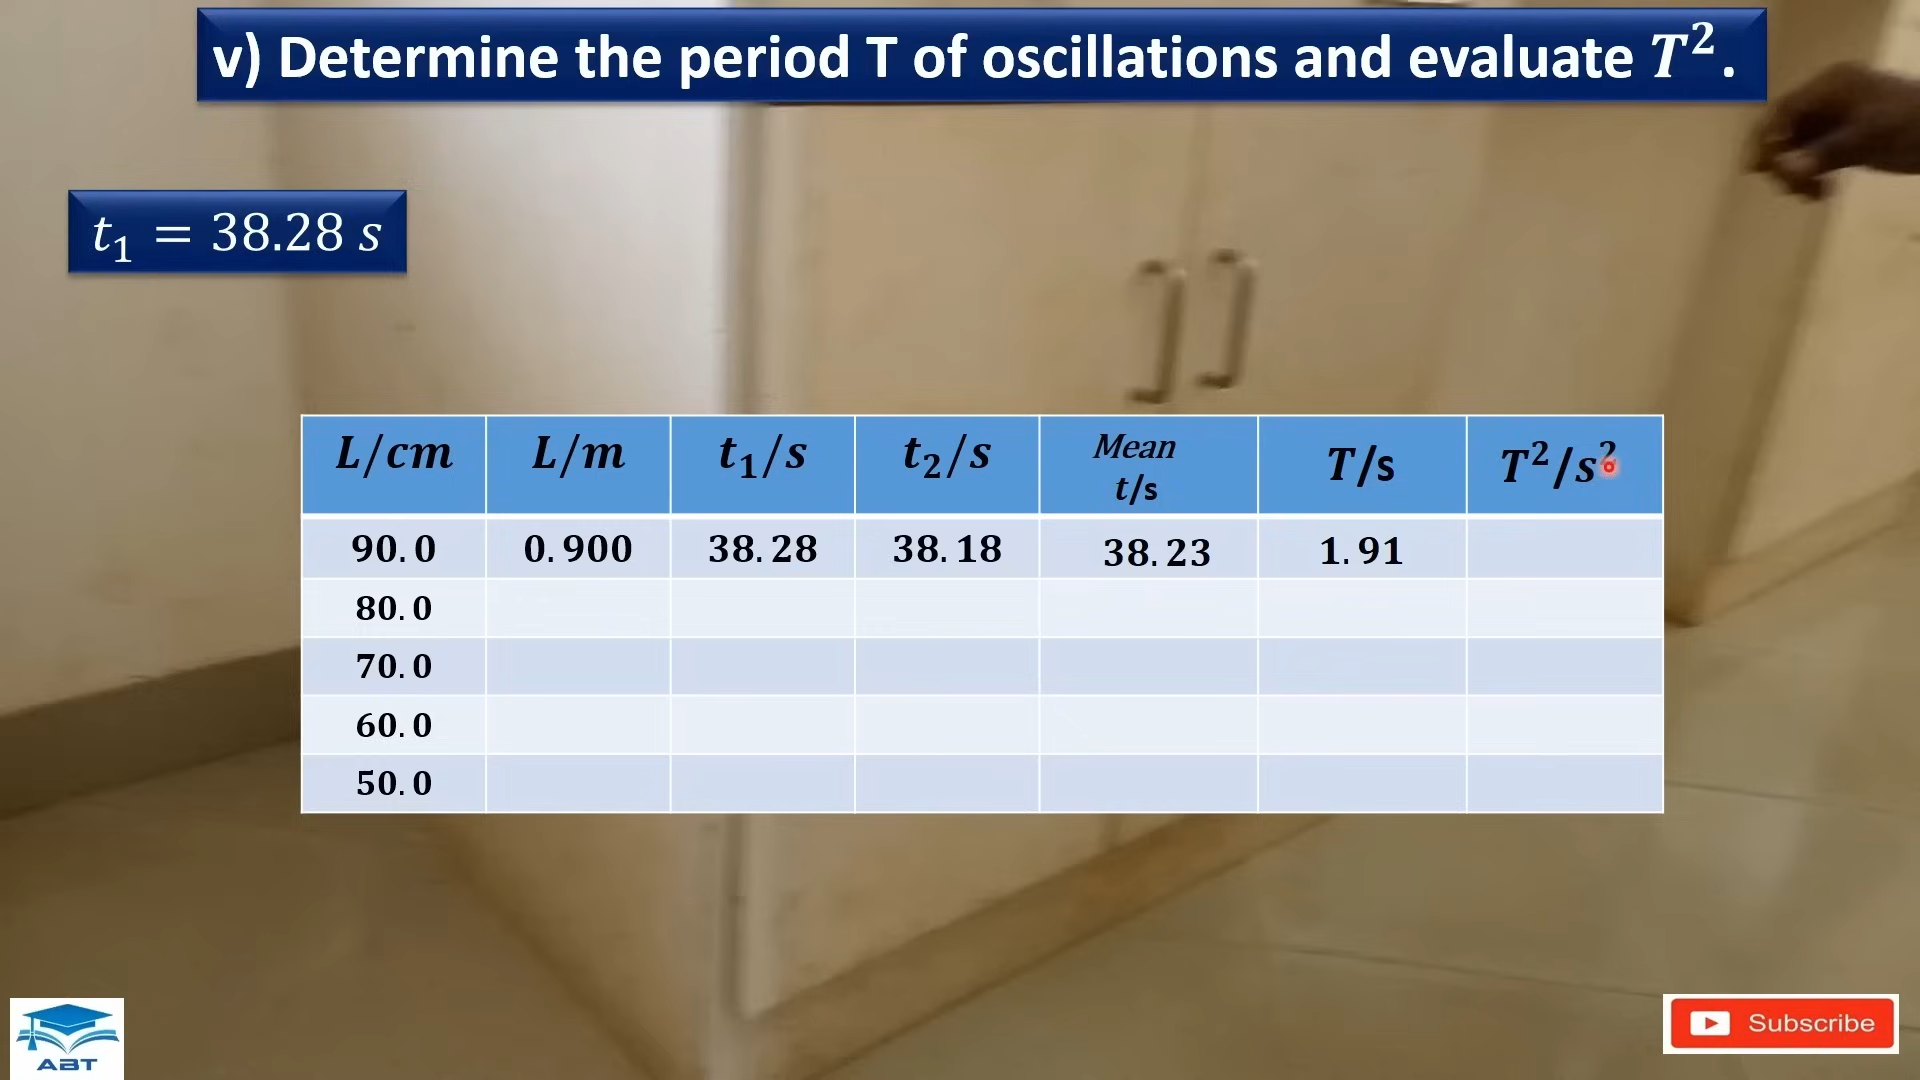 v) Determine the period T of oscillations and evaluate T².
t₁ = 38.28 s
L/cm L/m t₁/s t₂/s Mean t/s T/s T²/s²
90.0 0.900 38.28 38.18 38.23 1.91
80.0
70.0
60.0
50.0
ABT
Subscribe